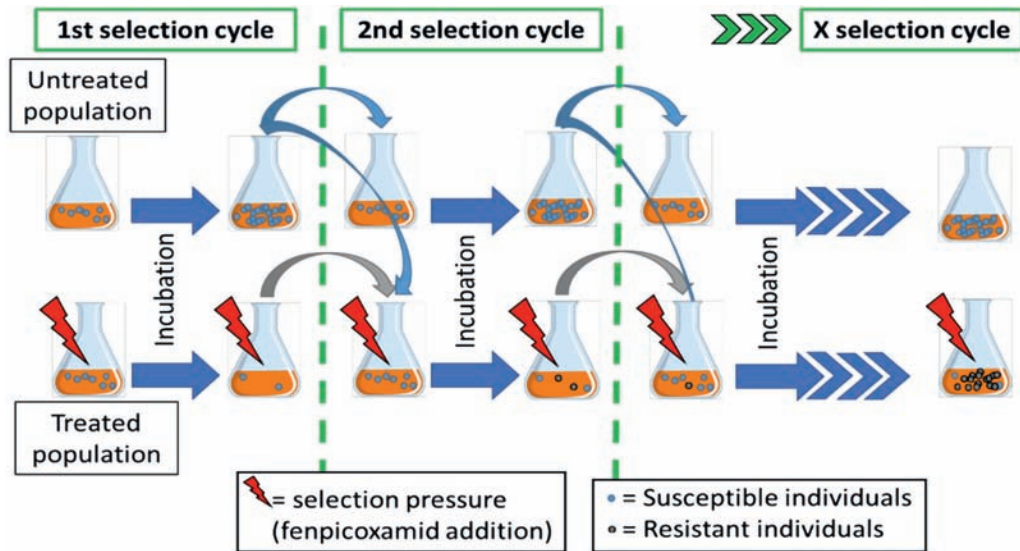 1st selection cycle
2nd selection cycle
X selection cycle
Untreated
population
Incubation
Incubation
Incubation
Treated
population
= selection pressure
(fenpicoxamid addition)
= Susceptible individuals
= Resistant individuals